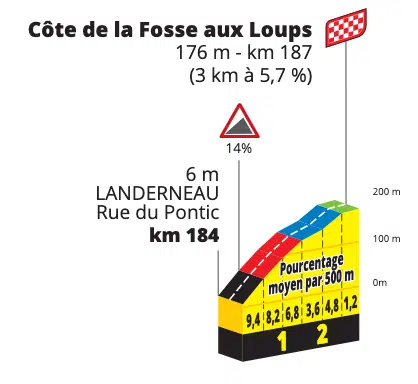 Côte de la Fosse aux Loups
176 m - km 187
(3 km à 5,7 %)
14%
6 m
LANDERNEAU
Rue du Pontic
km 184
200 m
100 m
0m
Pourcentage
moyen par 500 m
9,4 8,2 6,8 3,6 4,8 1,2
1 2